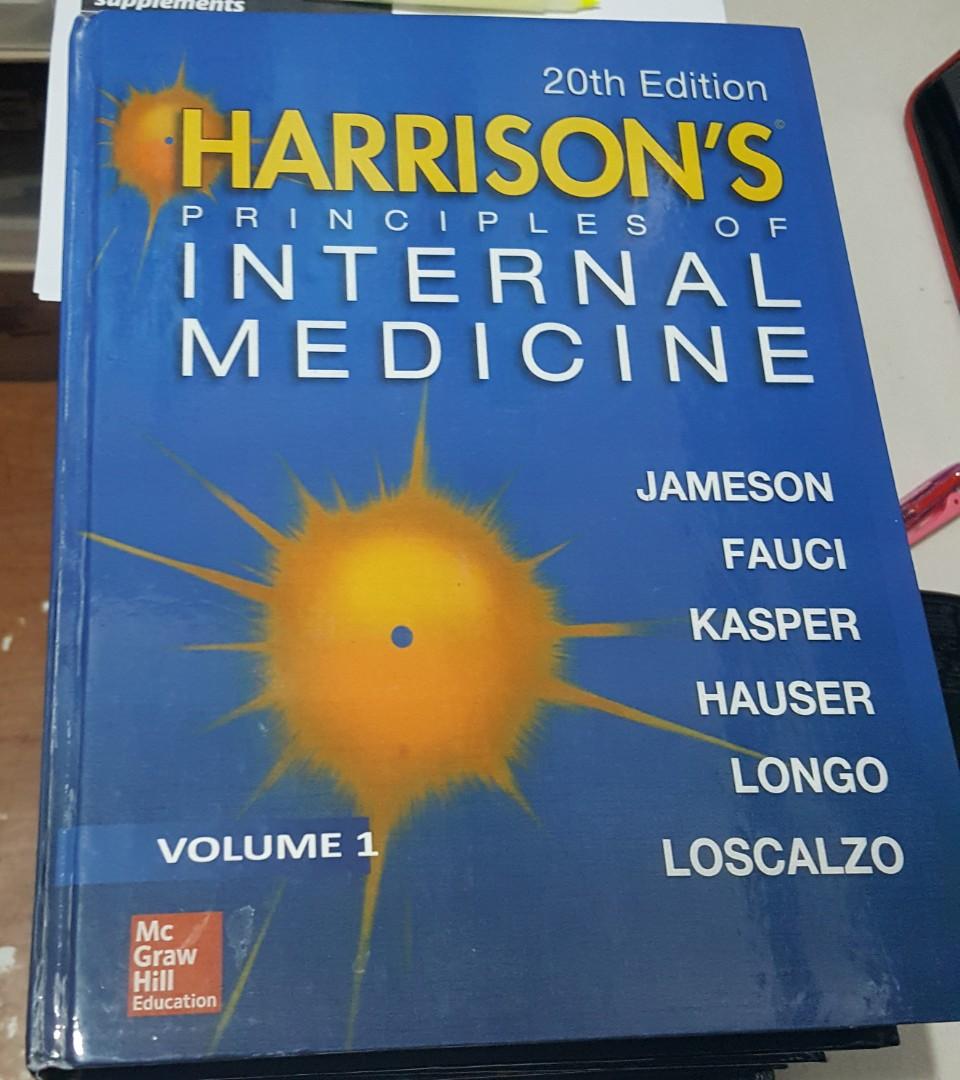 supplements
20th Edition
HARRISON'S©
PRINCIPLES OF
INTERNAL
MEDICINE
JAMESON
FAUCI
KASPER
HAUSER
LONGO
LOSCALZO
VOLUME 1
Mc
Graw
Hill
Education